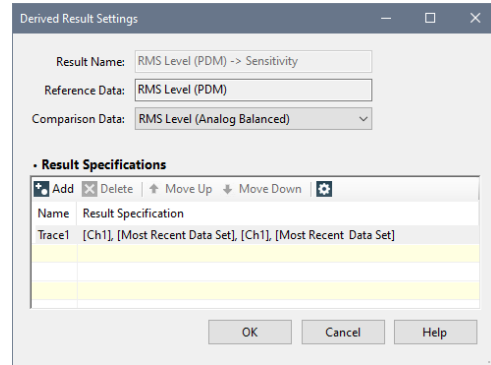 Derived Result Settings
Result Name: RMS Level (PDM) -> Sensitivity
Reference Data: RMS Level (PDM)
Comparison Data: RMS Level (Analog Balanced)
Result Specifications
Add Delete Move Up Move Down
Name Result Specification
Trace1 [Ch1], [Most Recent Data Set], [Ch1], [Most Recent Data Set]
OK Cancel Help